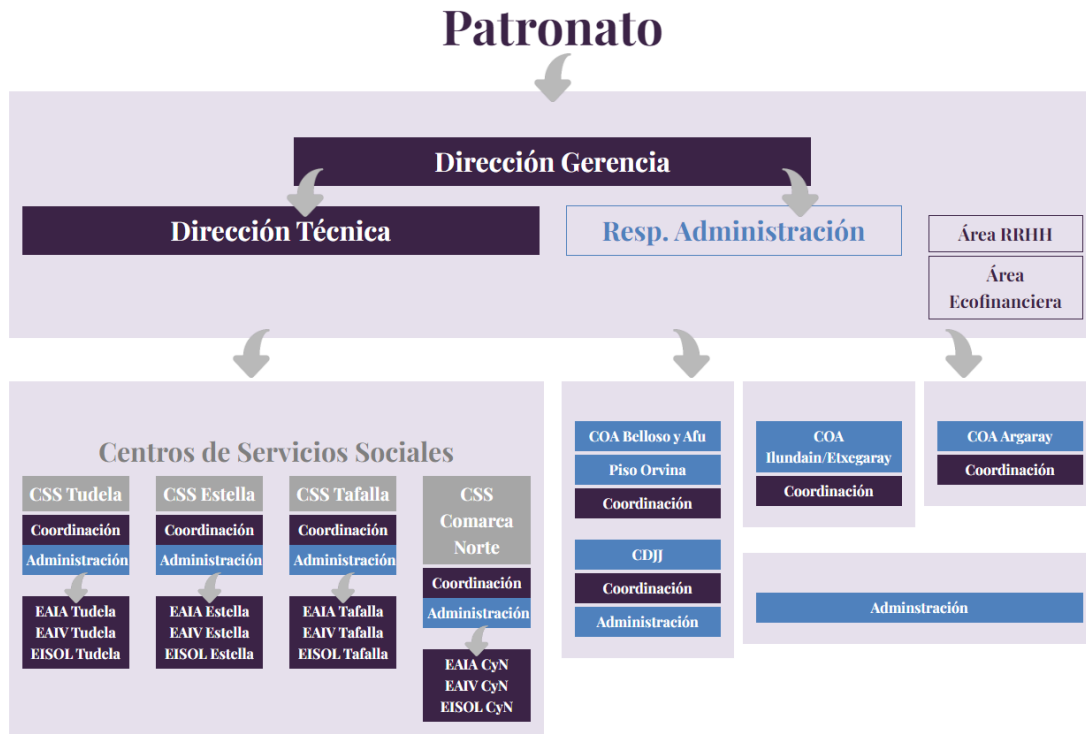 Patronato
Dirección Gerencia
Dirección Técnica
Resp. Administración
Área RRHH
Área
Ecofinanciera
Centros de Servicios Sociales
CSS Tudela
Coordinación
Administración
EAIA Tudela
EAIV Tudela
EISOL Tudela
CSS Estella
Coordinación
Administración
EAIA Estella
EAIV Estella
EISOL Estella
CSS Tafalla
Coordinación
Administración
EAIA Tafalla
EAIV Tafalla
EISOL Tafalla
CSS
Comarca
Norte
Coordinación
Administración
EAIA CyN
EAIV CyN
EISOL CyN
COA Belloso y Afu
Piso Orvina
Coordinación
CDJJ
Coordinación
Administración
COA
Ilundain/Etxegaray
Coordinación
COA Argaray
Coordinación
Adminstración